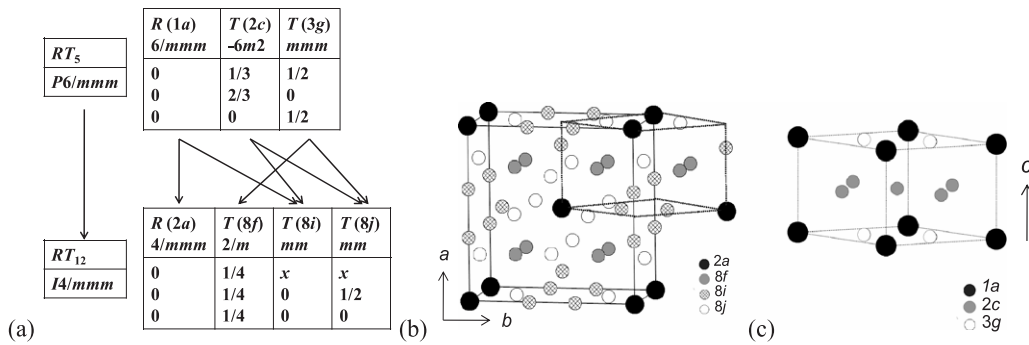 R (1a) T (2c) T (3g)
6/mmm -6m2 mmm
0 1/3 1/2
0 2/3 0
0 0 1/2
RT5
P6/mmm
R (2a) T (8f) T (8i) T (8j)
4/mmm 2/m mm mm
0 1/4 x x
0 1/4 0 1/2
0 1/4 0 0
RT12
I4/mmm
(a)
a
b
2a
8f
8i
8j
(b)
c
1a
2c
3g
(c)